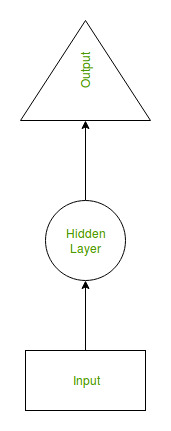 Output
Hidden
Layer
Input